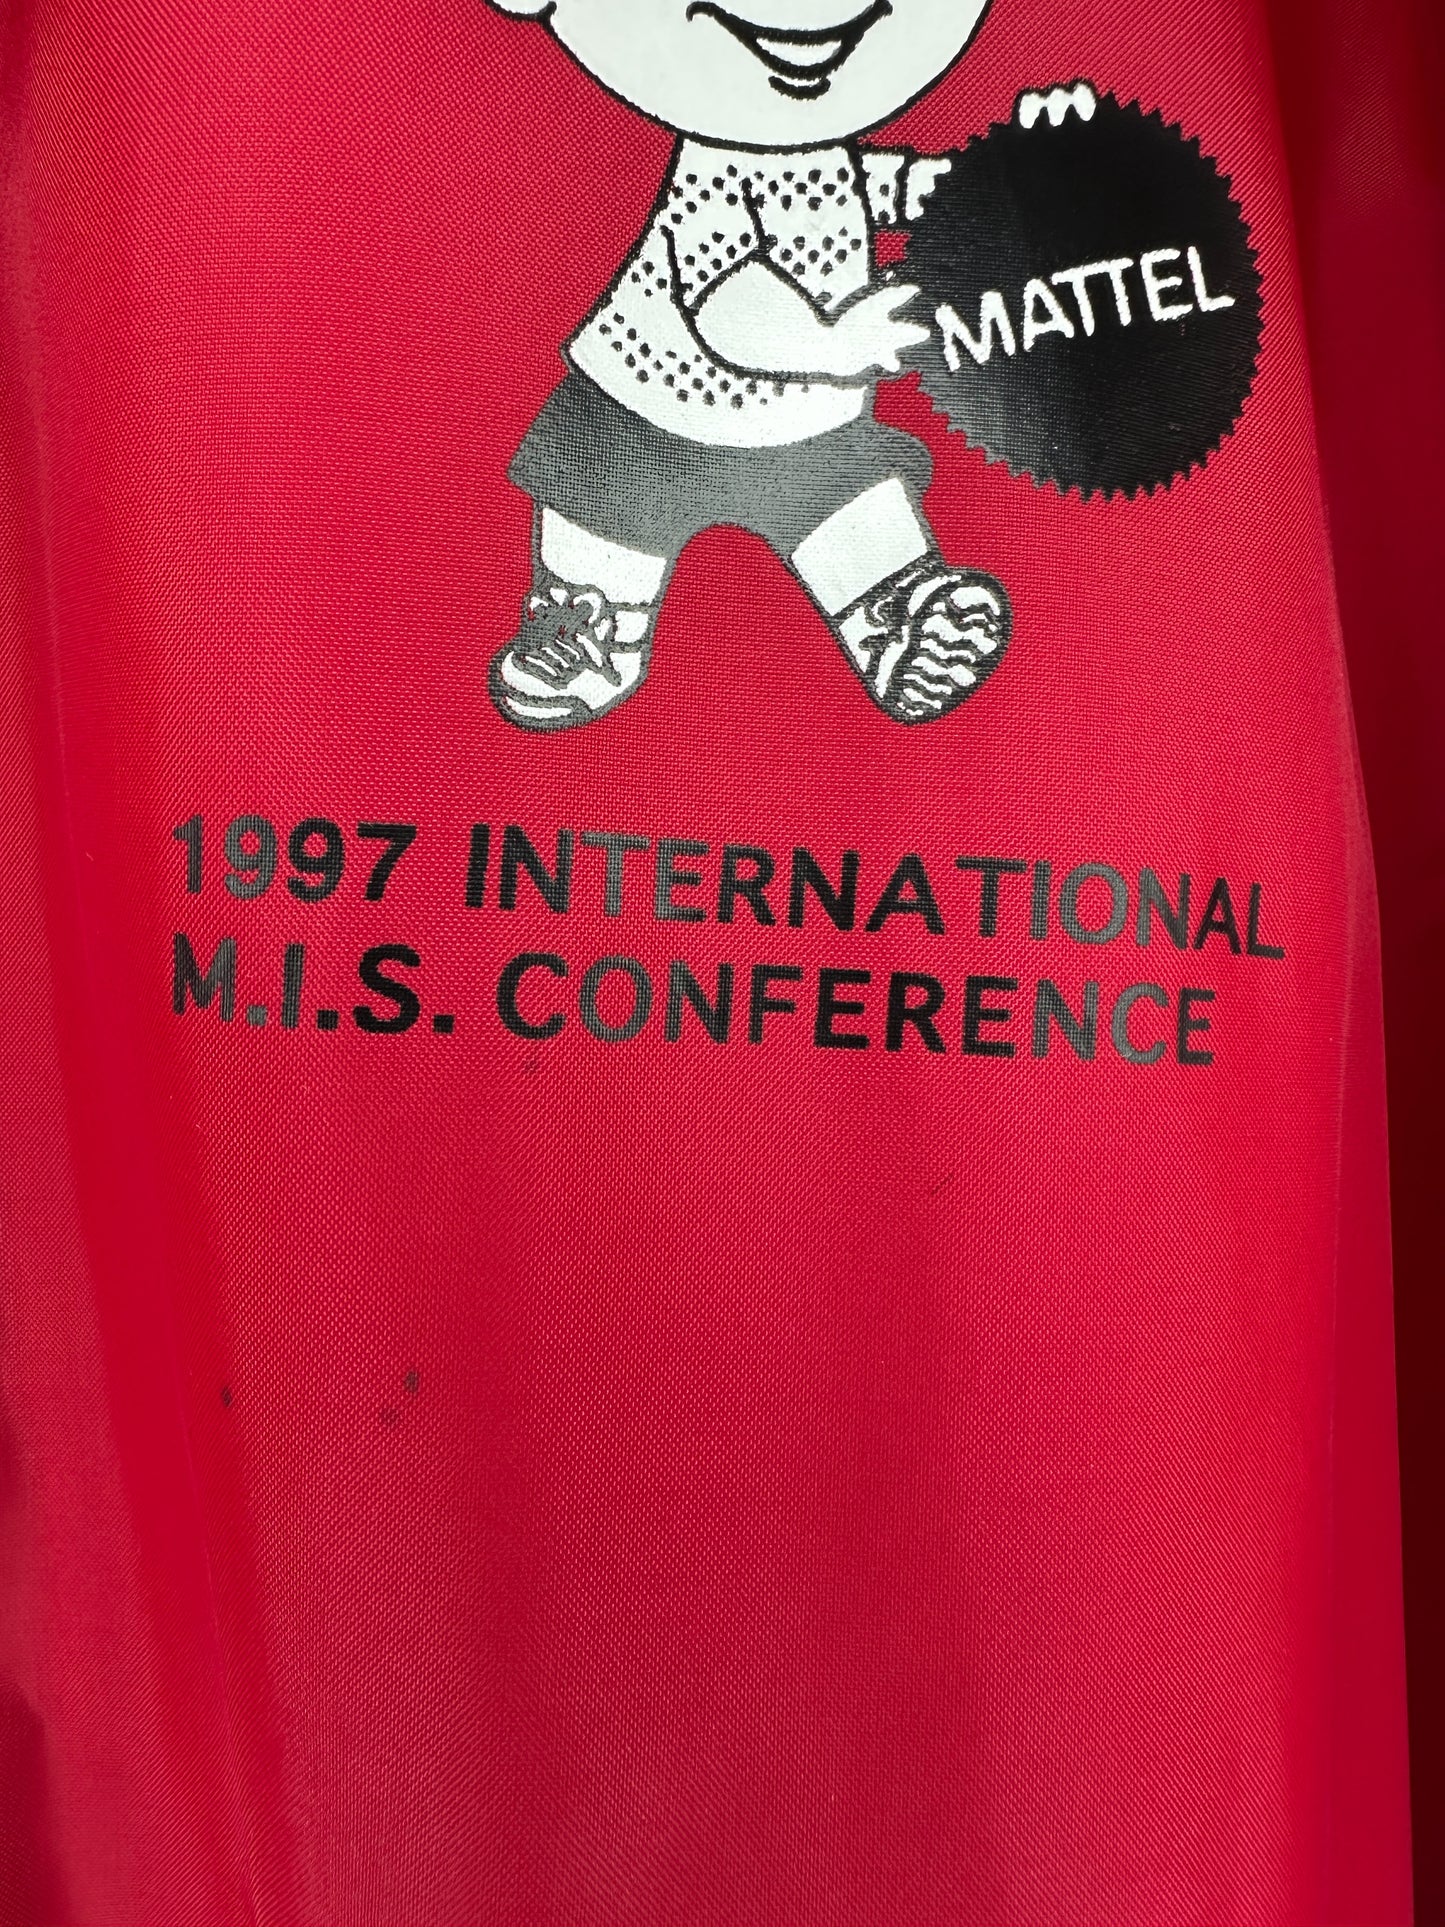 MATTEL
1997 INTERNATIONAL
M.I.S. CONFERENCE